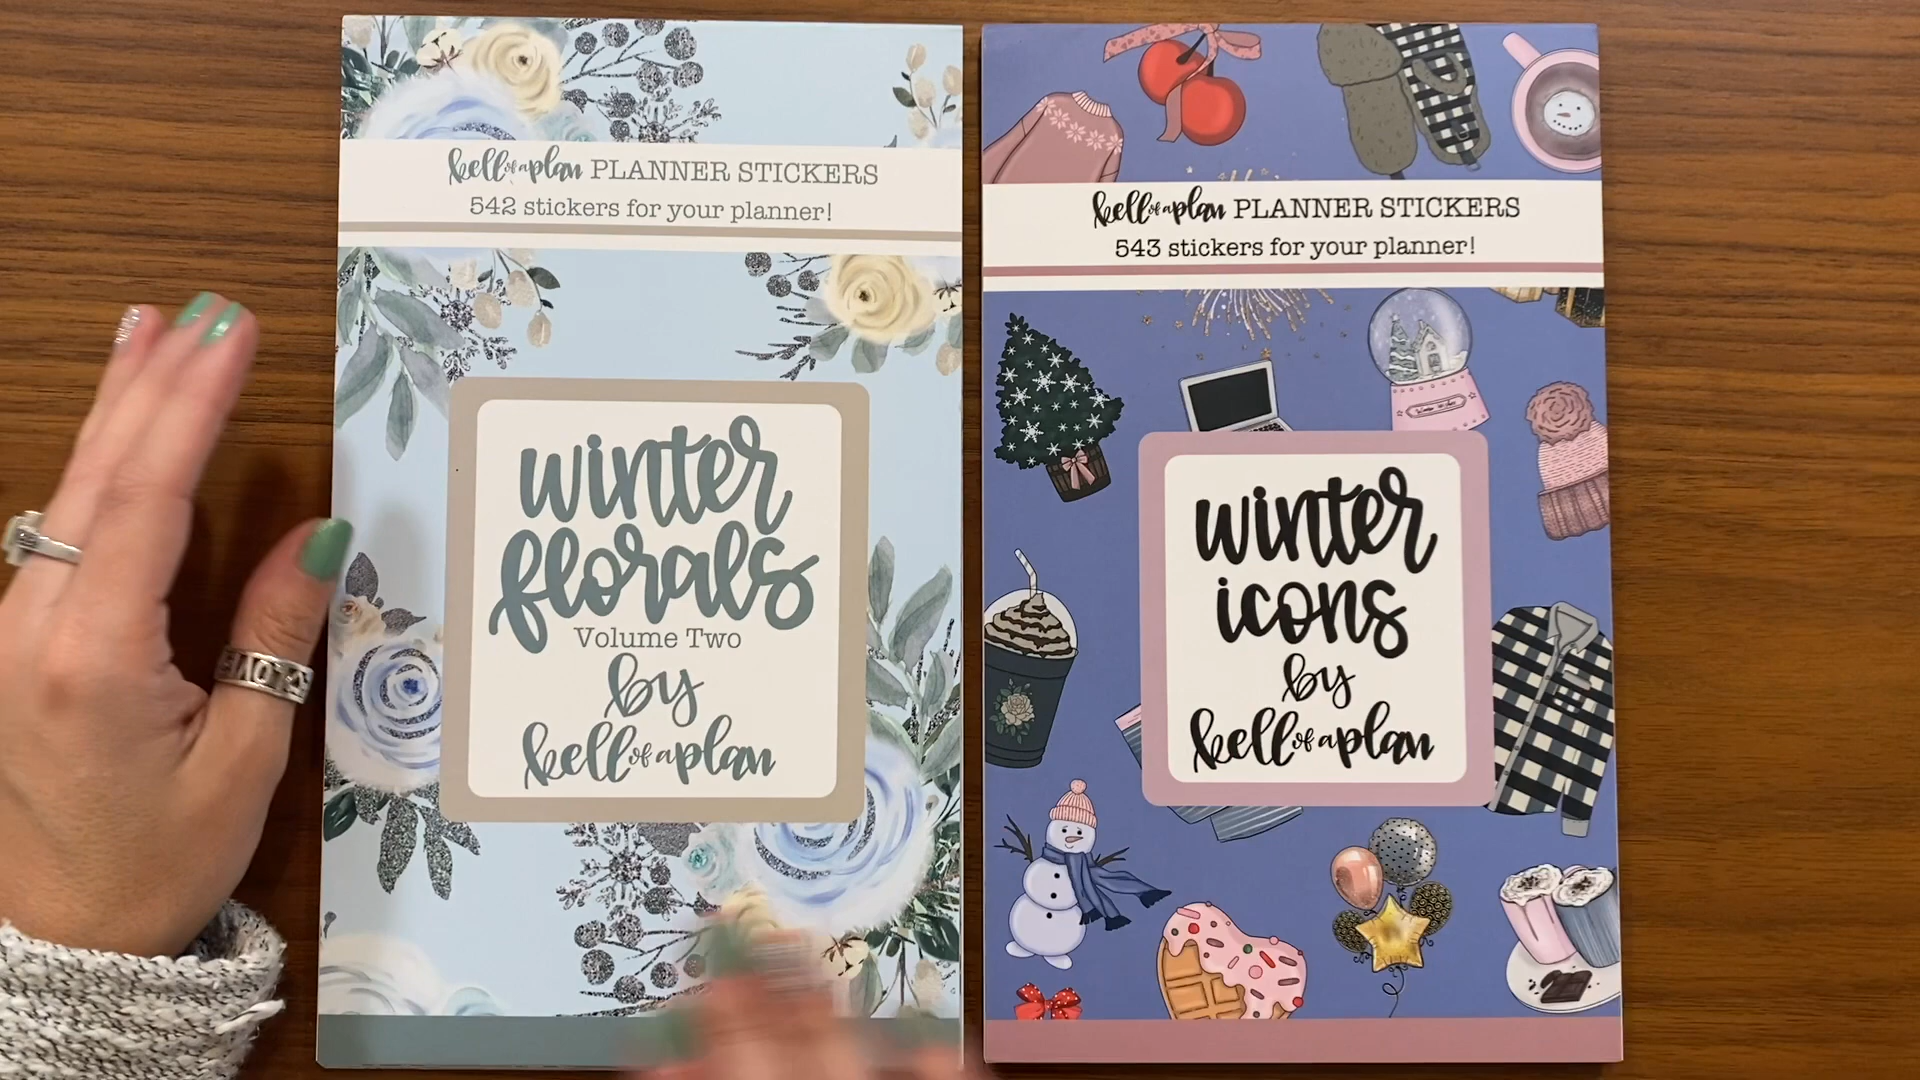 kell of a plan PLANNER STICKERS
542 stickers for your planner!
winter
florals
Volume Two
by
kell of a plan
kell of a plan PLANNER STICKERS
543 stickers for your planner!
winter
icons
by
kell of a plan